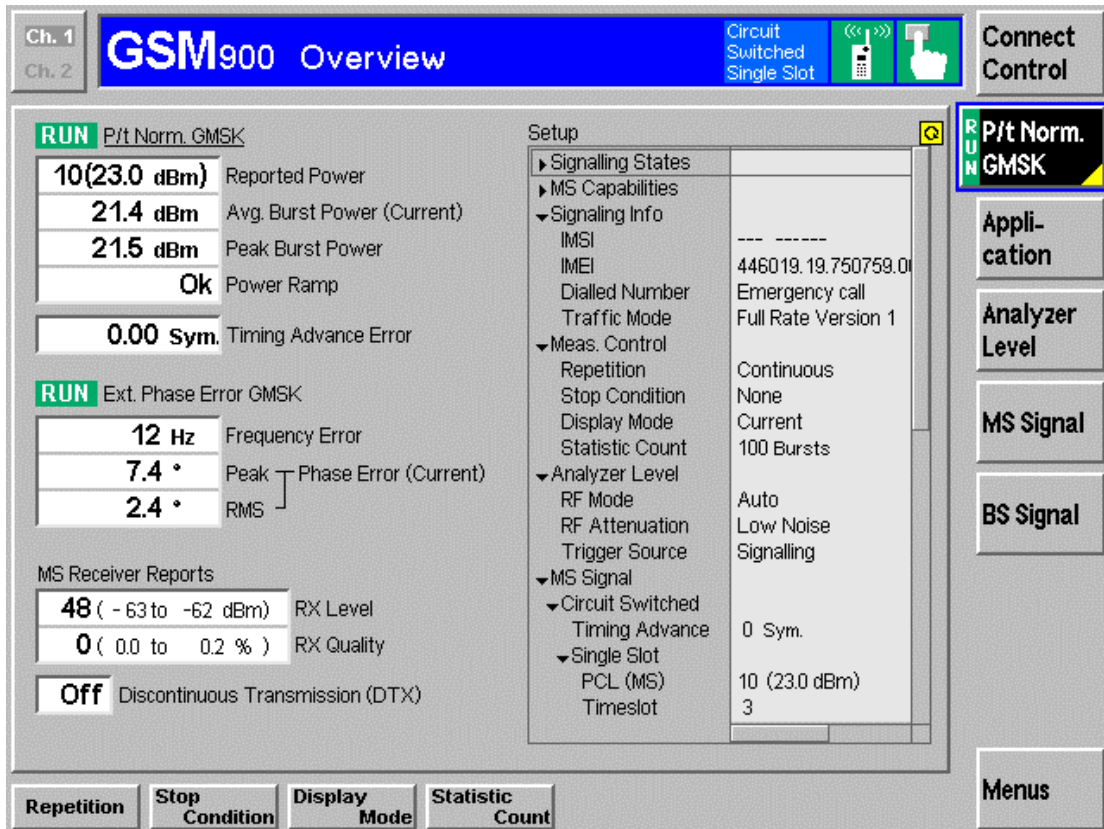 Ch. 1
Ch. 2
GSM900 Overview
Circuit
Switched
Single Slot
Connect
Control
RUN P/t Norm. GMSK
10(23.0 dBm) Reported Power
21.4 dBm Avg. Burst Power (Current)
21.5 dBm Peak Burst Power
Ok Power Ramp
0.00 Sym. Timing Advance Error
RUN Ext. Phase Error GMSK
12 Hz Frequency Error
7.4 ° Peak Phase Error (Current)
2.4 ° RMS
MS Receiver Reports
48 ( - 63 to -62 dBm) RX Level
0 ( 0.0 to 0.2 % ) RX Quality
Off Discontinuous Transmission (DTX)
Setup
Signalling States
MS Capabilities
Signaling Info
IMSI --- ------
IMEI 446019.19.750759.0
Dialled Number Emergency call
Traffic Mode Full Rate Version 1
Meas. Control
Repetition Continuous
Stop Condition None
Display Mode Current
Statistic Count 100 Bursts
Analyzer Level
RF Mode Auto
RF Attenuation Low Noise
Trigger Source Signalling
MS Signal
Circuit Switched
Timing Advance 0 Sym.
Single Slot
PCL (MS) 10 (23.0 dBm)
Timeslot 3
RUN
P/t Norm.
GMSK
Appli-
cation
Analyzer
Level
MS Signal
BS Signal
Menus
Repetition
Stop
Condition
Display
Mode
Statistic
Count